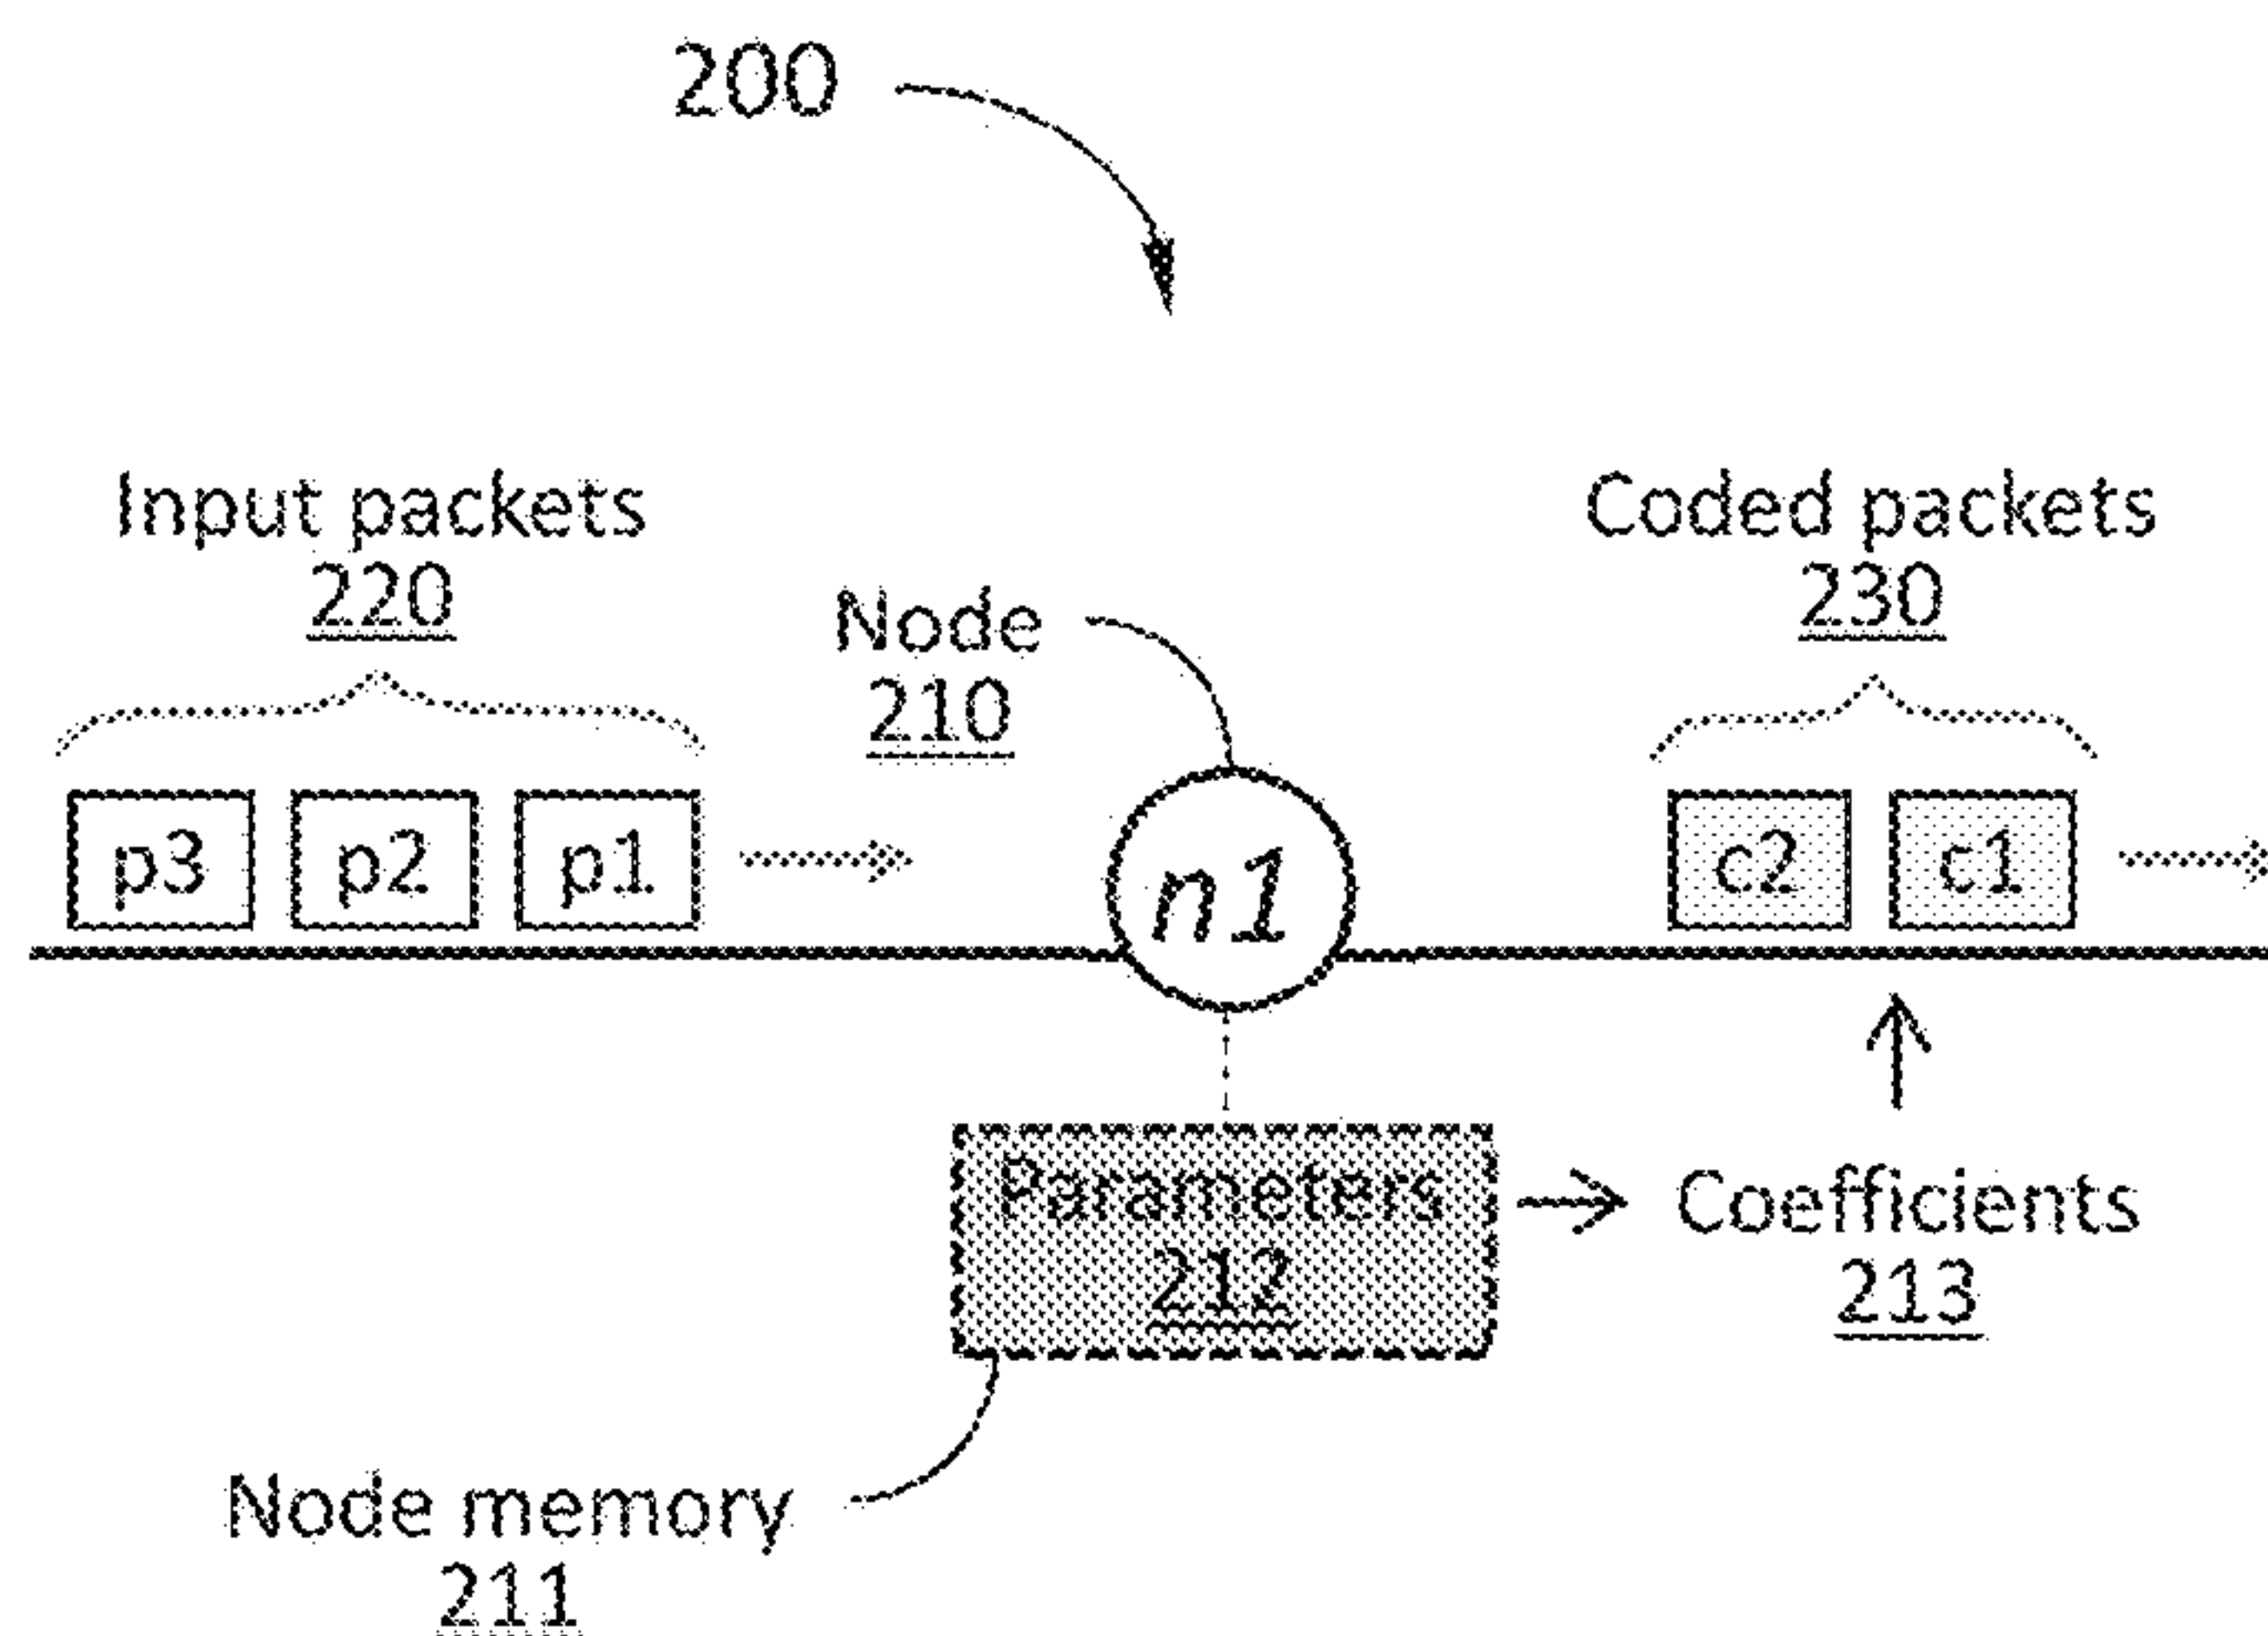 200
Input packets
220
Coded packets
230
Node
210
p3 p2 p1
n1
c2 c1
Parameters
212
Coefficients
213
Node memory
211